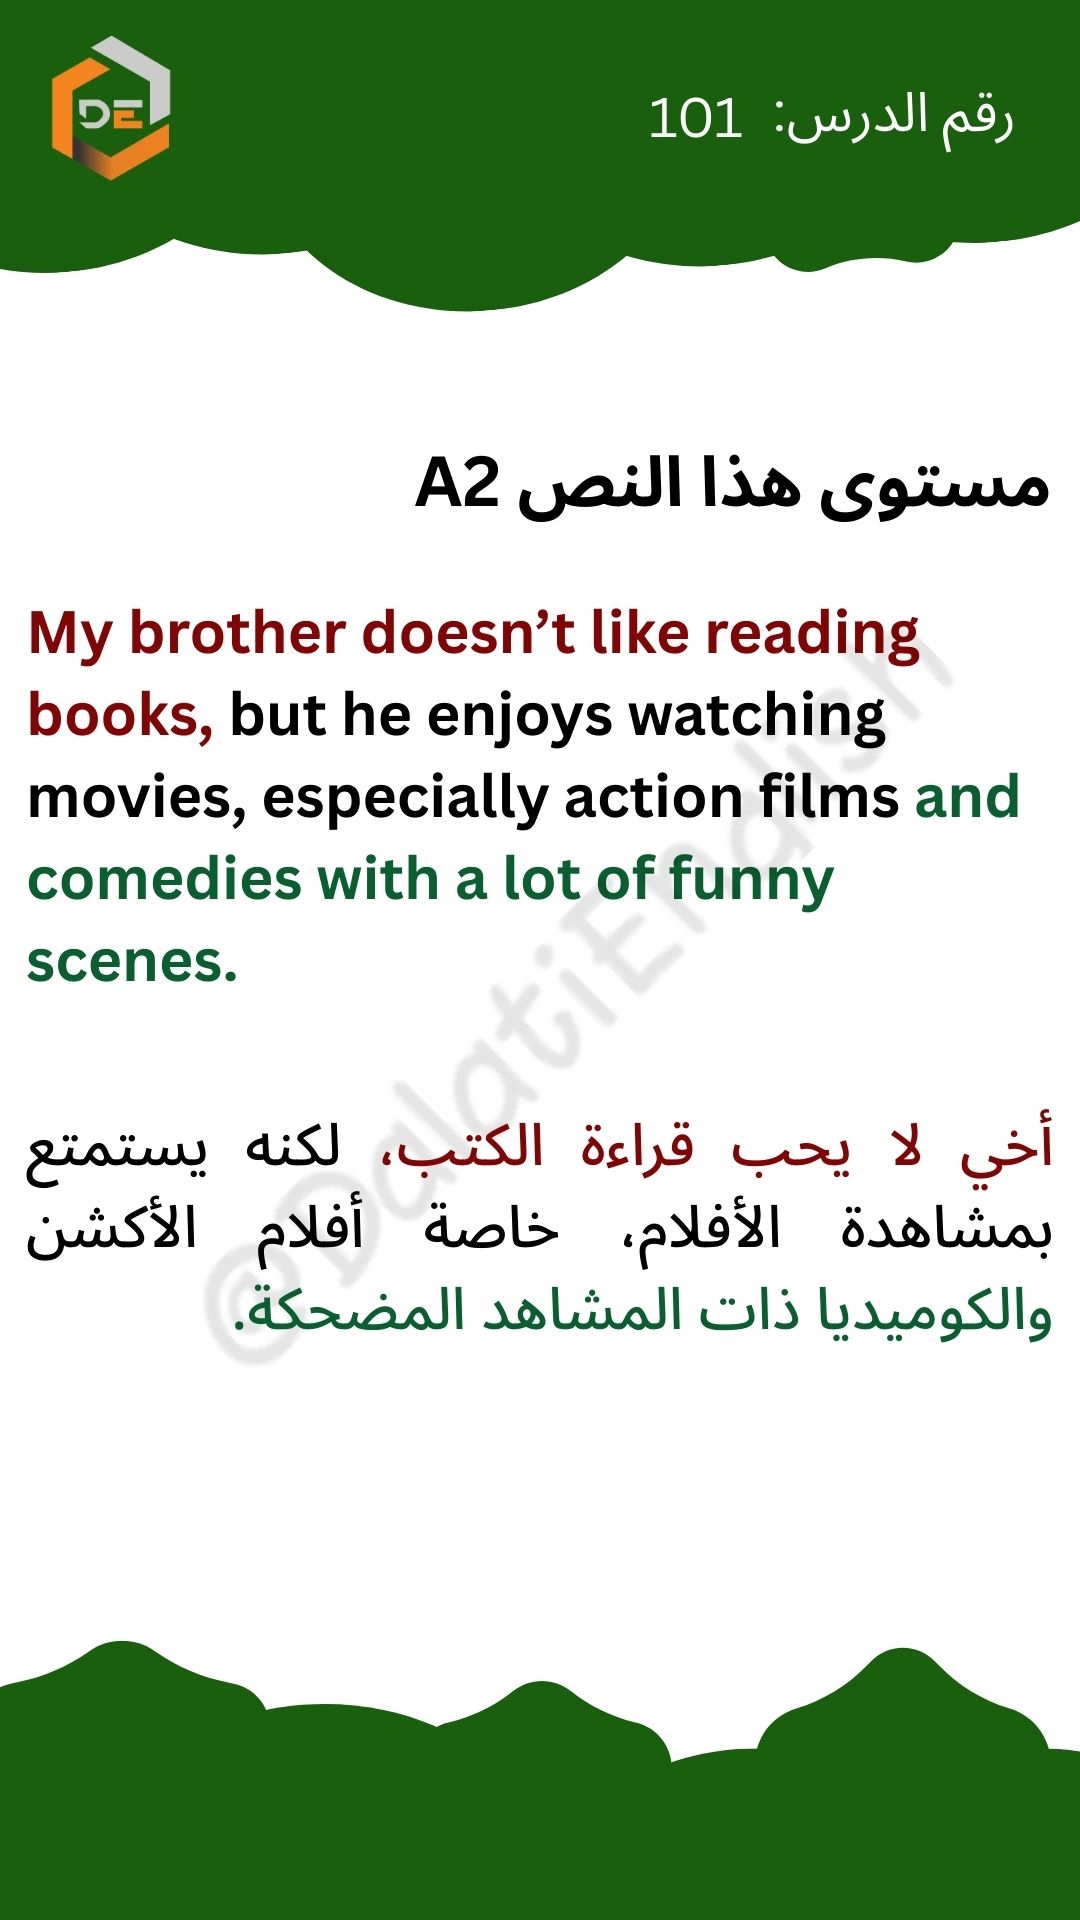 DE
رقم الدرس: 101
مستوى هذا النص A2
My brother doesn’t like reading
books, but he enjoys watching
movies, especially action films and
comedies with a lot of funny
scenes.
أخي لا يحب قراءة الكتب، لكنه يستمتع
بمشاهدة الأفلام، خاصة أفلام الأكشن
والكوميديا ذات المشاهد المضحكة.
@DalatiEnglish